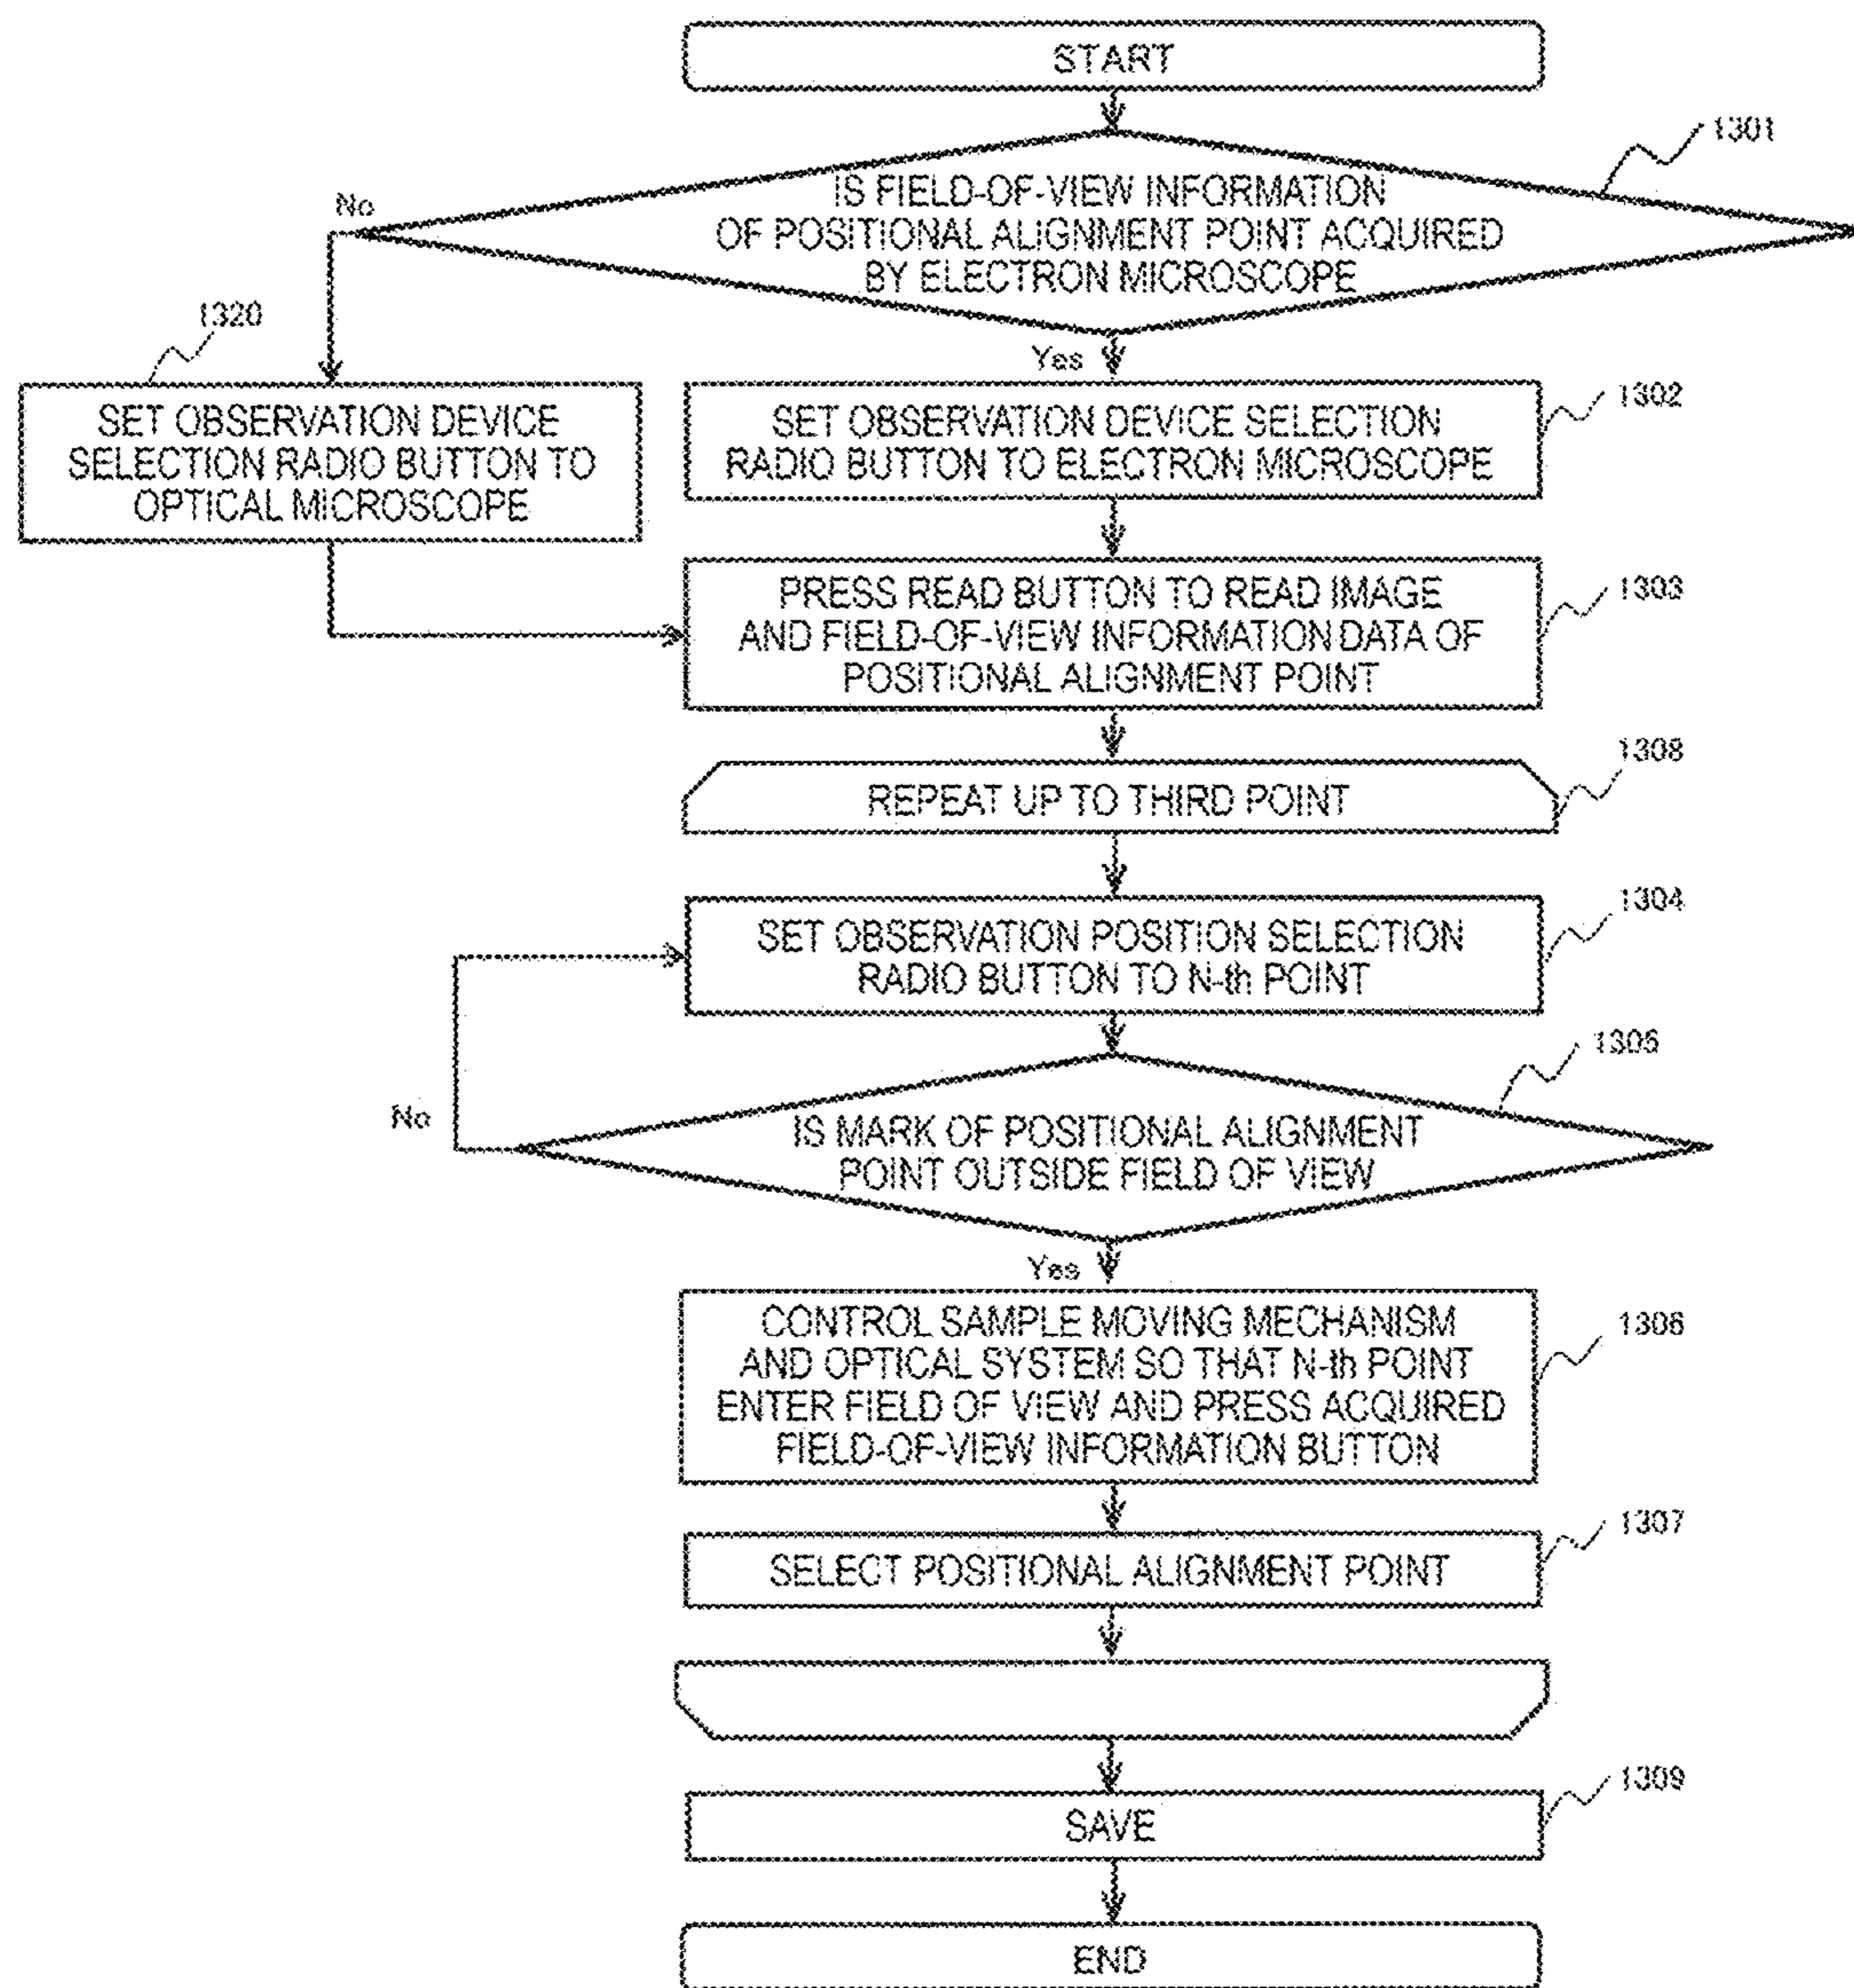 START
1301
IS FIELD-OF-VIEW INFORMATION
OF POSITIONAL ALIGNMENT POINT ACQUIRED
BY ELECTRON MICROSCOPE
No
Yes
1320
SET OBSERVATION DEVICE
SELECTION RADIO BUTTON TO
OPTICAL MICROSCOPE
1302
SET OBSERVATION DEVICE SELECTION
RADIO BUTTON TO ELECTRON MICROSCOPE
1303
PRESS READ BUTTON TO READ IMAGE
AND FIELD-OF-VIEW INFORMATION DATA OF
POSITIONAL ALIGNMENT POINT
1308
REPEAT UP TO THIRD POINT
1304
SET OBSERVATION POSITION SELECTION
RADIO BUTTON TO N-th POINT
1305
IS MARK OF POSITIONAL ALIGNMENT
POINT OUTSIDE FIELD OF VIEW
No
Yes
1306
CONTROL SAMPLE MOVING MECHANISM
AND OPTICAL SYSTEM SO THAT N-th POINT
ENTER FIELD OF VIEW AND PRESS ACQUIRED
FIELD-OF-VIEW INFORMATION BUTTON
1307
SELECT POSITIONAL ALIGNMENT POINT
1309
SAVE
END